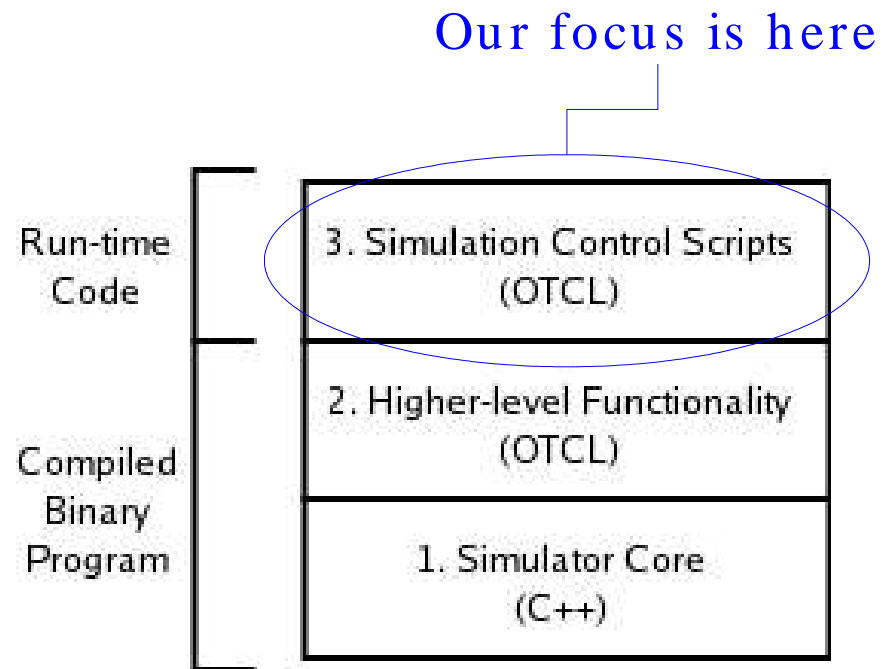 Our focus is here
Run-time
Code
3. Simulation Control Scripts
(OTCL)
2. Higher-level Functionality
(OTCL)
Compiled
Binary
Program
1. Simulator Core
(C++)